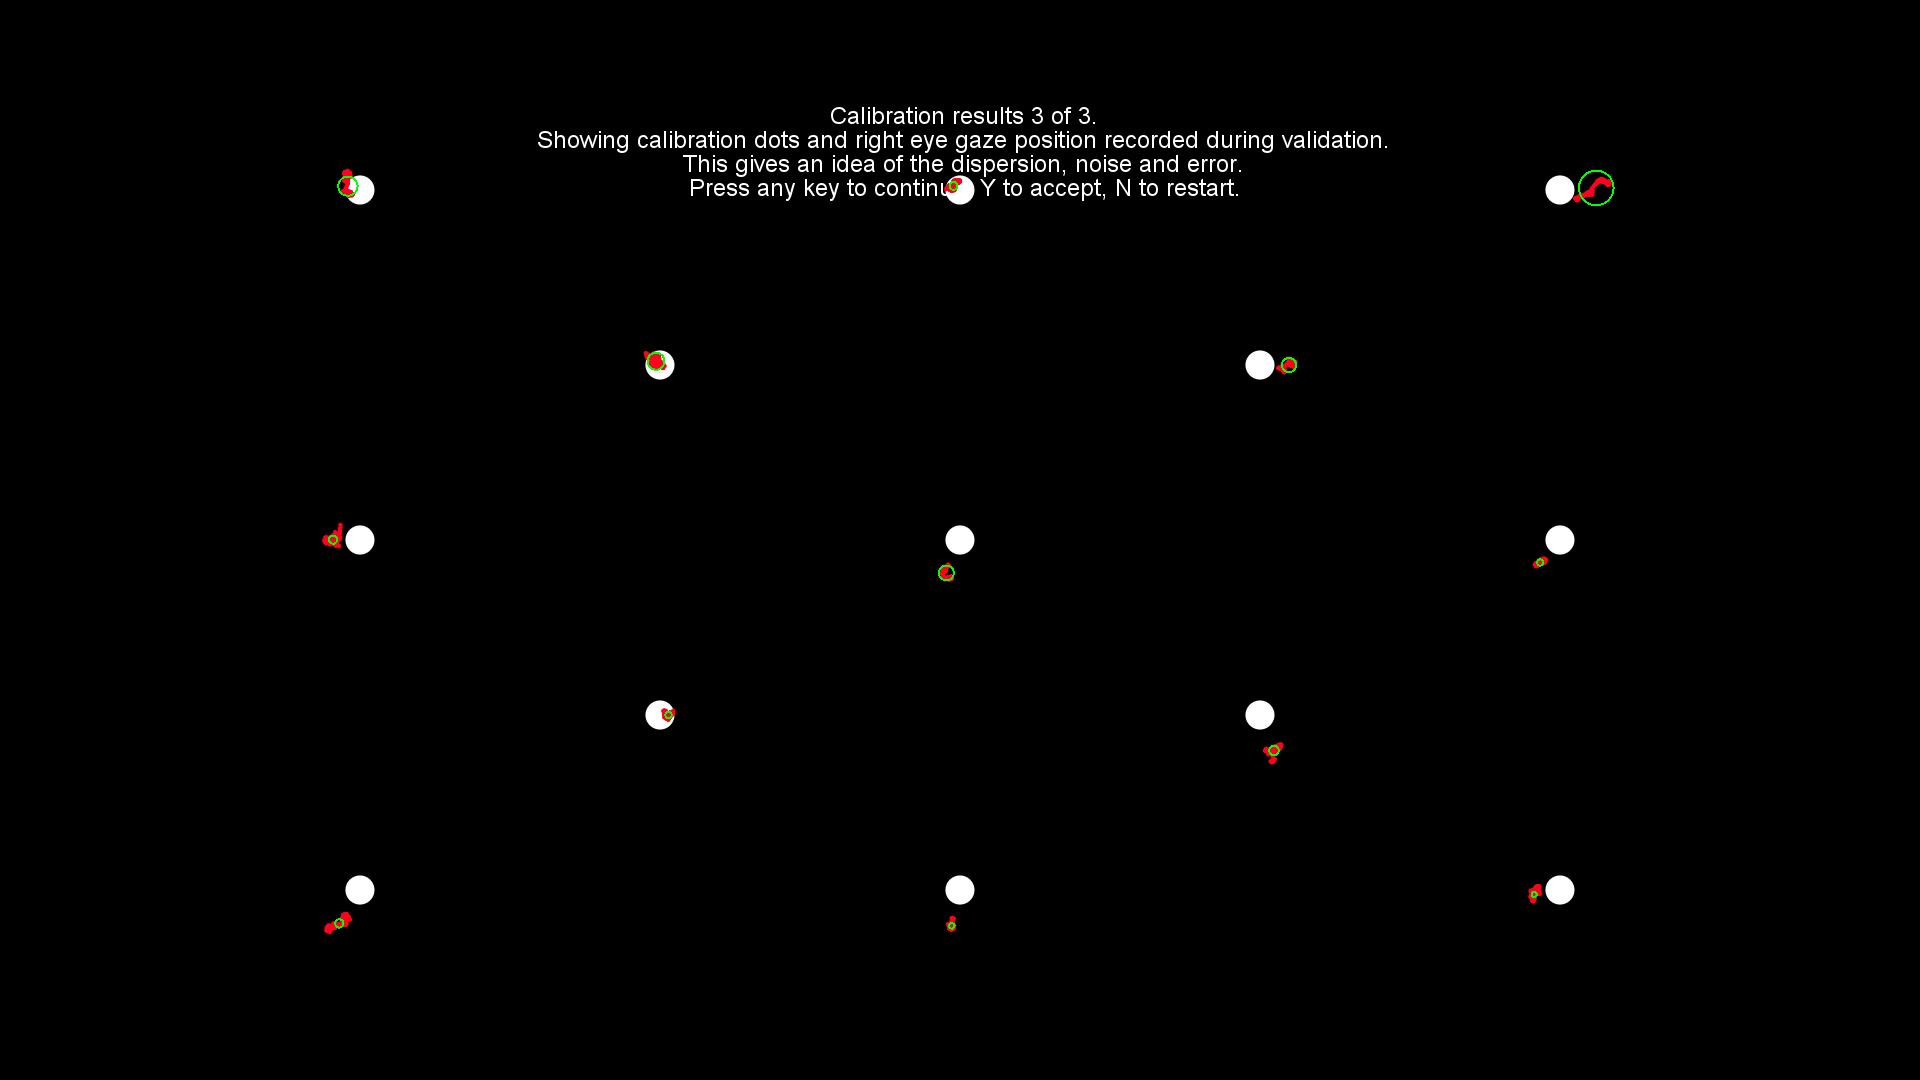 Calibration results 3 of 3.
Showing calibration dots and right eye gaze position recorded during validation.
This gives an idea of the dispersion, noise and error.
Press any key to continue, Y to accept, N to restart.